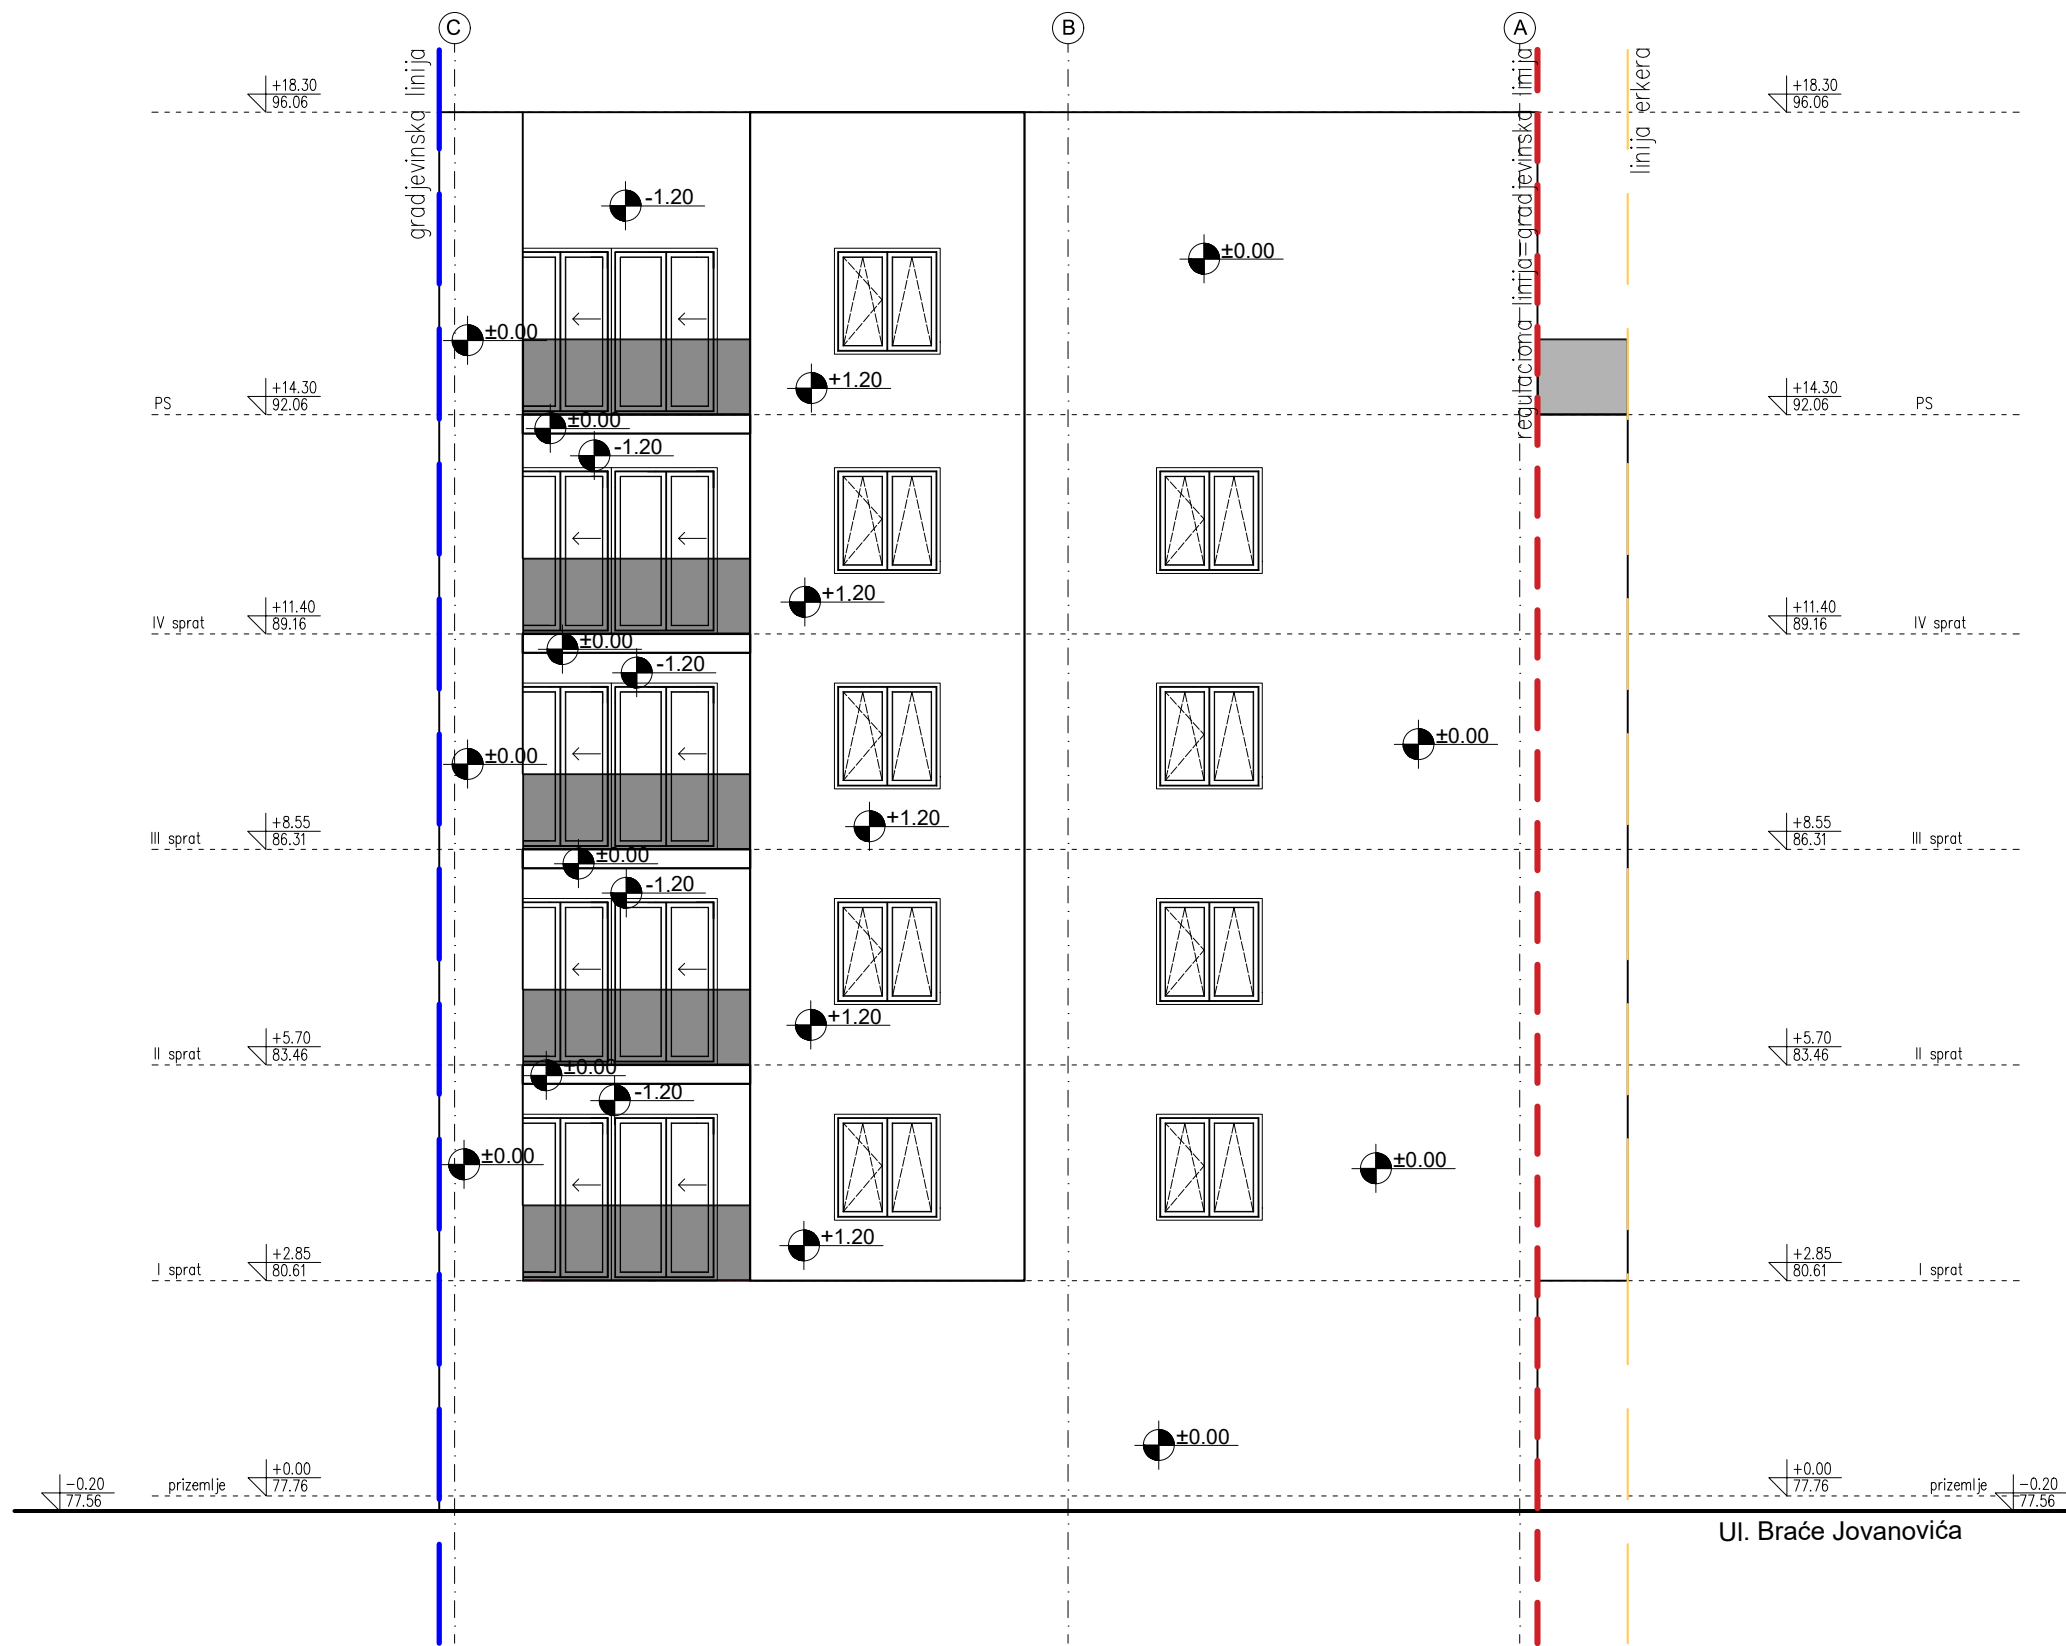 C
B
A
gradjevinska linija
regulaciona linija=gradjevinska linija
linija erkera
+18.30
96.06
+18.30
96.06
-1.20
±0.00
±0.00
+1.20
PS
+14.30
92.06
+14.30
92.06
PS
±0.00
-1.20
+1.20
IV sprat
+11.40
89.16
+11.40
89.16
IV sprat
±0.00
-1.20
±0.00
±0.00
+1.20
III sprat
+8.55
86.31
+8.55
86.31
III sprat
±0.00
-1.20
+1.20
II sprat
+5.70
83.46
+5.70
83.46
II sprat
±0.00
-1.20
±0.00
±0.00
+1.20
I sprat
+2.85
80.61
+2.85
80.61
I sprat
±0.00
-0.20
77.56
prizemlje
+0.00
77.76
+0.00
77.76
prizemlje
-0.20
77.56
Ul. Braće Jovanovića